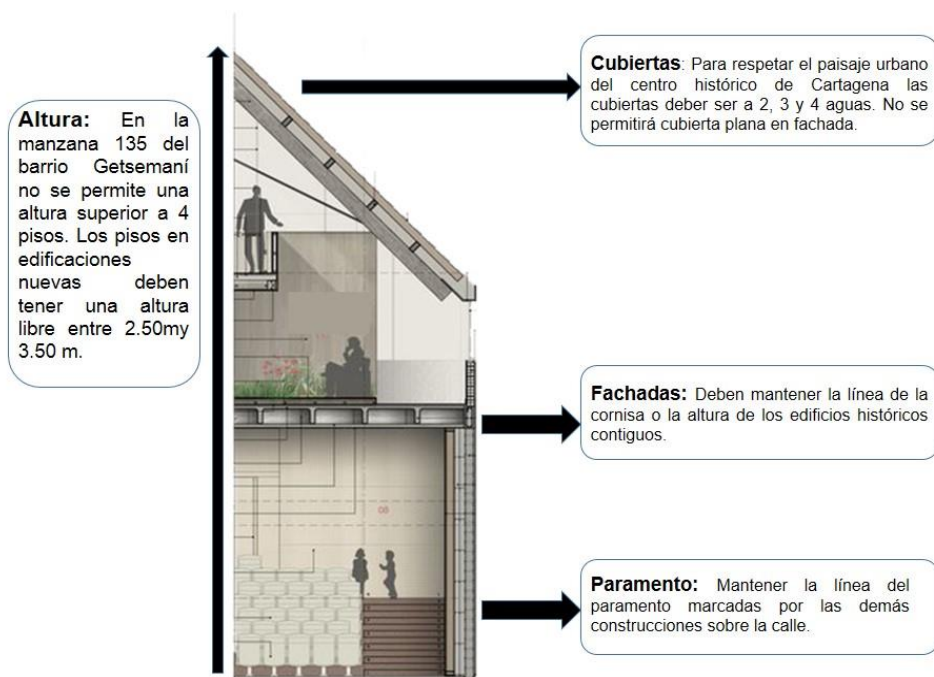 Altura: En la
manzana 135 del
barrio Getsemaní
no se permite una
altura superior a 4
pisos. Los pisos en
edificaciones
nuevas deben
tener una altura
libre entre 2.50my
3.50 m.
Cubiertas: Para respetar el paisaje urbano
del centro histórico de Cartagena las
cubiertas deber ser a 2, 3 y 4 aguas. No se
permitirá cubierta plana en fachada.
Fachadas: Deben mantener la línea de la
cornisa o la altura de los edificios históricos
contiguos.
08
Paramento: Mantener la línea del
paramento marcadas por las demás
construcciones sobre la calle.